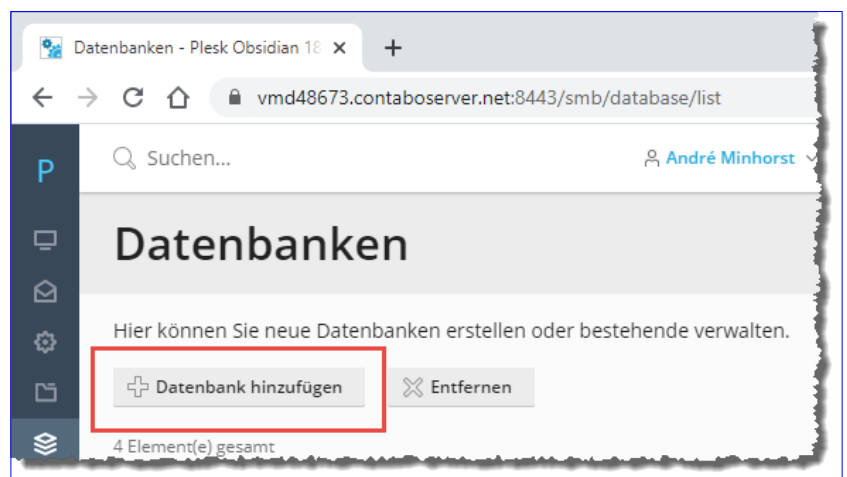 Datenbanken - Plesk Obsidian 18
vmd48673.contaboserver.net:8443/smb/database/list
P
Suchen...
André Minhorst
Datenbanken
Hier können Sie neue Datenbanken erstellen oder bestehende verwalten.
Datenbank hinzufügen
Entfernen
4 Element(e) gesamt